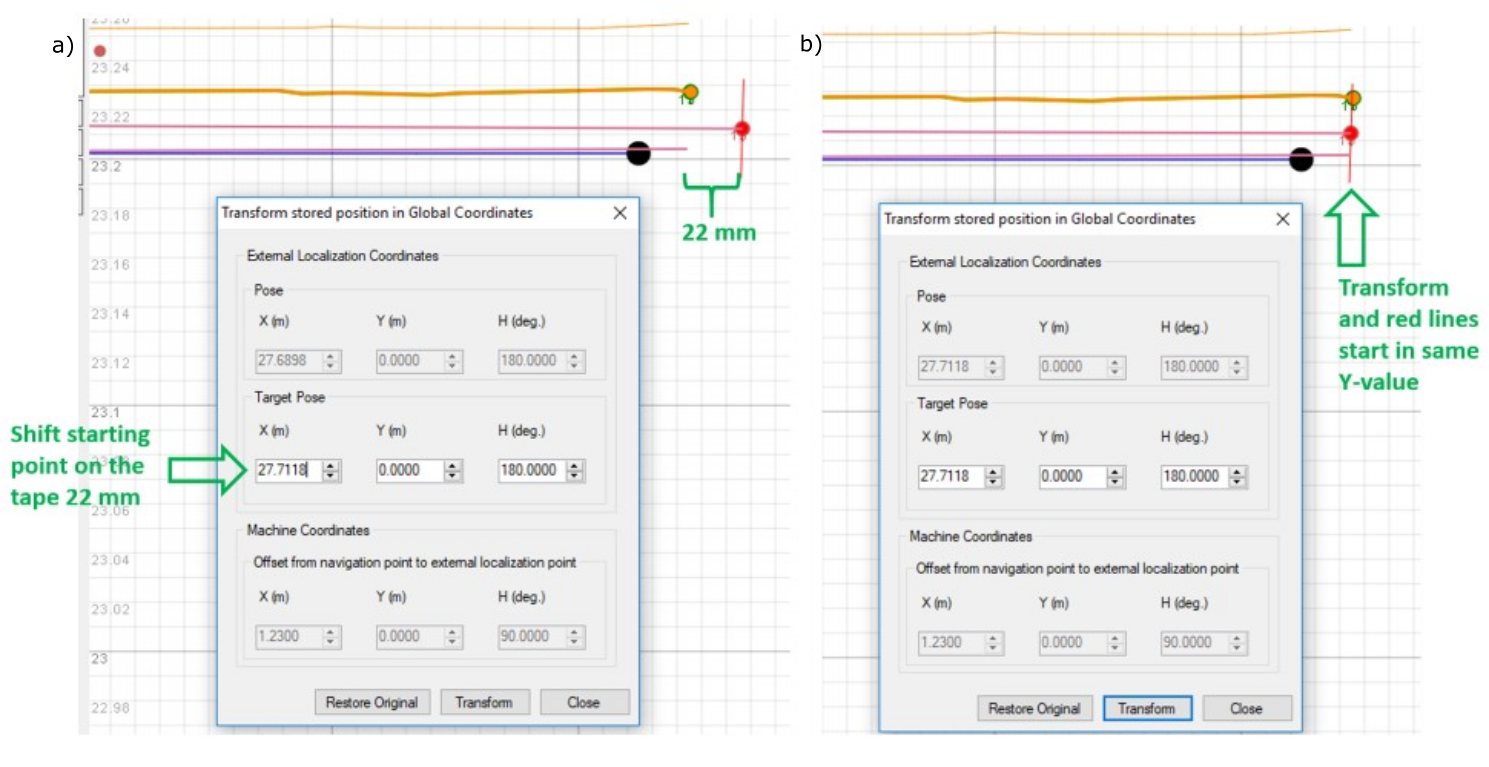 a)
23.26
23.24
23.22
23.2
23.18
23.16
23.14
23.12
23.1
23.06
23.04
23.02
23
22.98
22 mm
Shift starting
point on the
tape 22 mm
Transform stored position in Global Coordinates
External Localization Coordinates
Pose
X (m) Y (m) H (deg.)
27.6898 0.0000 180.0000
Target Pose
X (m) Y (m) H (deg.)
27.7118 0.0000 180.0000
Machine Coordinates
Offset from navigation point to external localization point
X (m) Y (m) H (deg.)
1.2300 0.0000 90.0000
Restore Original Transform Close
b)
Transform stored position in Global Coordinates
External Localization Coordinates
Pose
X (m) Y (m) H (deg.)
27.7118 0.0000 180.0000
Target Pose
X (m) Y (m) H (deg.)
27.7118 0.0000 180.0000
Machine Coordinates
Offset from navigation point to external localization point
X (m) Y (m) H (deg.)
1.2300 0.0000 90.0000
Restore Original Transform Close
Transform
and red lines
start in same
Y-value